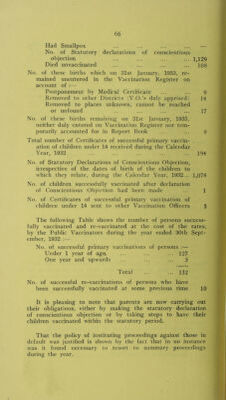 66
Had Smallpox ... ... ... ... ... —
No. of Statutory declarations of conscientious
objection ... ... ... ... 1,129
Died unvaccinated ... ... ... ... 108
No. of these births which on 31st January, 1933, re-
mained unentered in the Vaccination Register on
account of :—
Postponement by Medical Certificate ... ... 9
Removed to other Districts (V.O.'s duly apprised)
Removed to places unknown, cannot be reached
or unfound ... ... ... ... 17
No. of these births remaining on 31st January, 1933,
neither duly entered on Vaccination Register nor tem-
porarily accounted for in Report Book ... ... 9
Total number of Certificates of successful primary vaccin-
ation of children under 14 received during the Calendar
Year, 1932 ... ... ... ...
No. of Statutory Declarations of Conscientious Objection,
irrespective of the dates of birth of the children to
which they relate, during the Calendar Year, 1932... 1,074
No. of children successfully vaccinated after declaration
of Conscientious Objection had been made ... 1
No. of Certificates of successful primary vaccination of
children under 14 sent to other Vaccination Officers 5
The following Table shows the number of persons success-
fully vaccinated and re-vaccinated at the cost of the rates,
by the Public Vaccinators during the year ended 30th Sept-
ember, 1932 :—
No. of successful primary vaccinations of persons :—
Under 1 year of age ... ... ... 127
One year and upwards ... ... ...
Total ... ... 132
No. of successful re-vaccinations of persons who have
been successfully vaccinated at some previous time 10
It is pleasing to note that parents are now carrying out
their obligations, either by making the statutory declaration
of conscientious objection or by taking steps to have their
children vaccinated within the statutory period.
That the policy of instituting proceedings against those in
default was justified is shown by the fact that in no instance
was it found necessary to resort to summary proceedings
during the year.